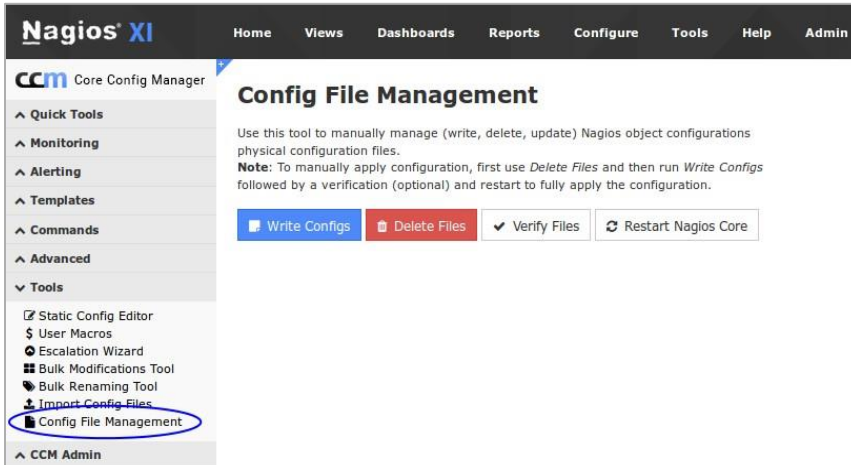 Nagios XI
Home Views Dashboards Reports Configure Tools Help Admin
ccm Core Config Manager
Quick Tools
Monitoring
Alerting
Templates
Commands
Advanced
Tools
Static Config Editor
$ User Macros
Escalation Wizard
Bulk Modifications Tool
Bulk Renaming Tool
Import Config Files
Config File Management
CCM Admin
Config File Management
Use this tool to manually manage (write, delete, update) Nagios object configurations
physical configuration files.
Note: To manually apply configuration, first use Delete Files and then run Write Configs
followed by a verification (optional) and restart to fully apply the configuration.
Write Configs Delete Files Verify Files Restart Nagios Core